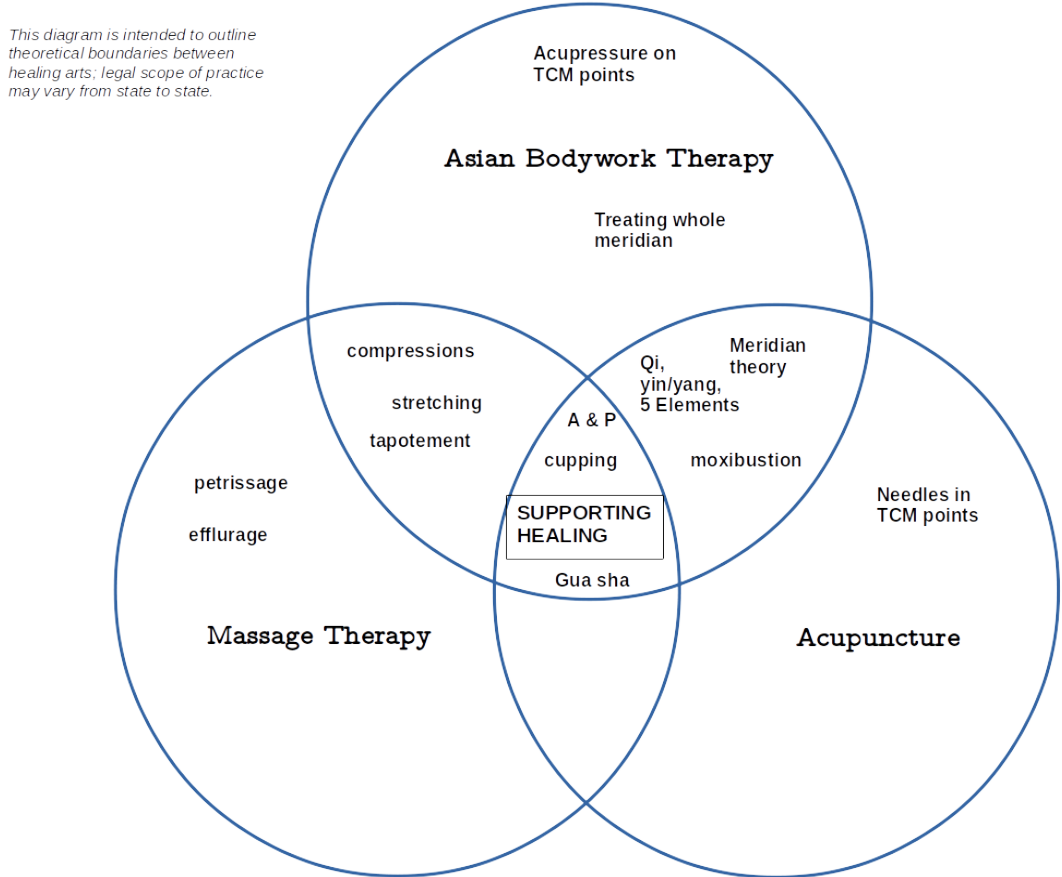 This diagram is intended to outline
theoretical boundaries between
healing arts; legal scope of practice
may vary from state to state.
Acupressure on
TCM points
Asian Bodywork Therapy
Treating whole
meridian
compressions
stretching
tapotement
Qi,
yin/yang,
5 Elements
Meridian
theory
A & P
cupping
moxibustion
petrissage
efflurage
SUPPORTING
HEALING
Needles in
TCM points
Gua sha
Massage Therapy
Acupuncture